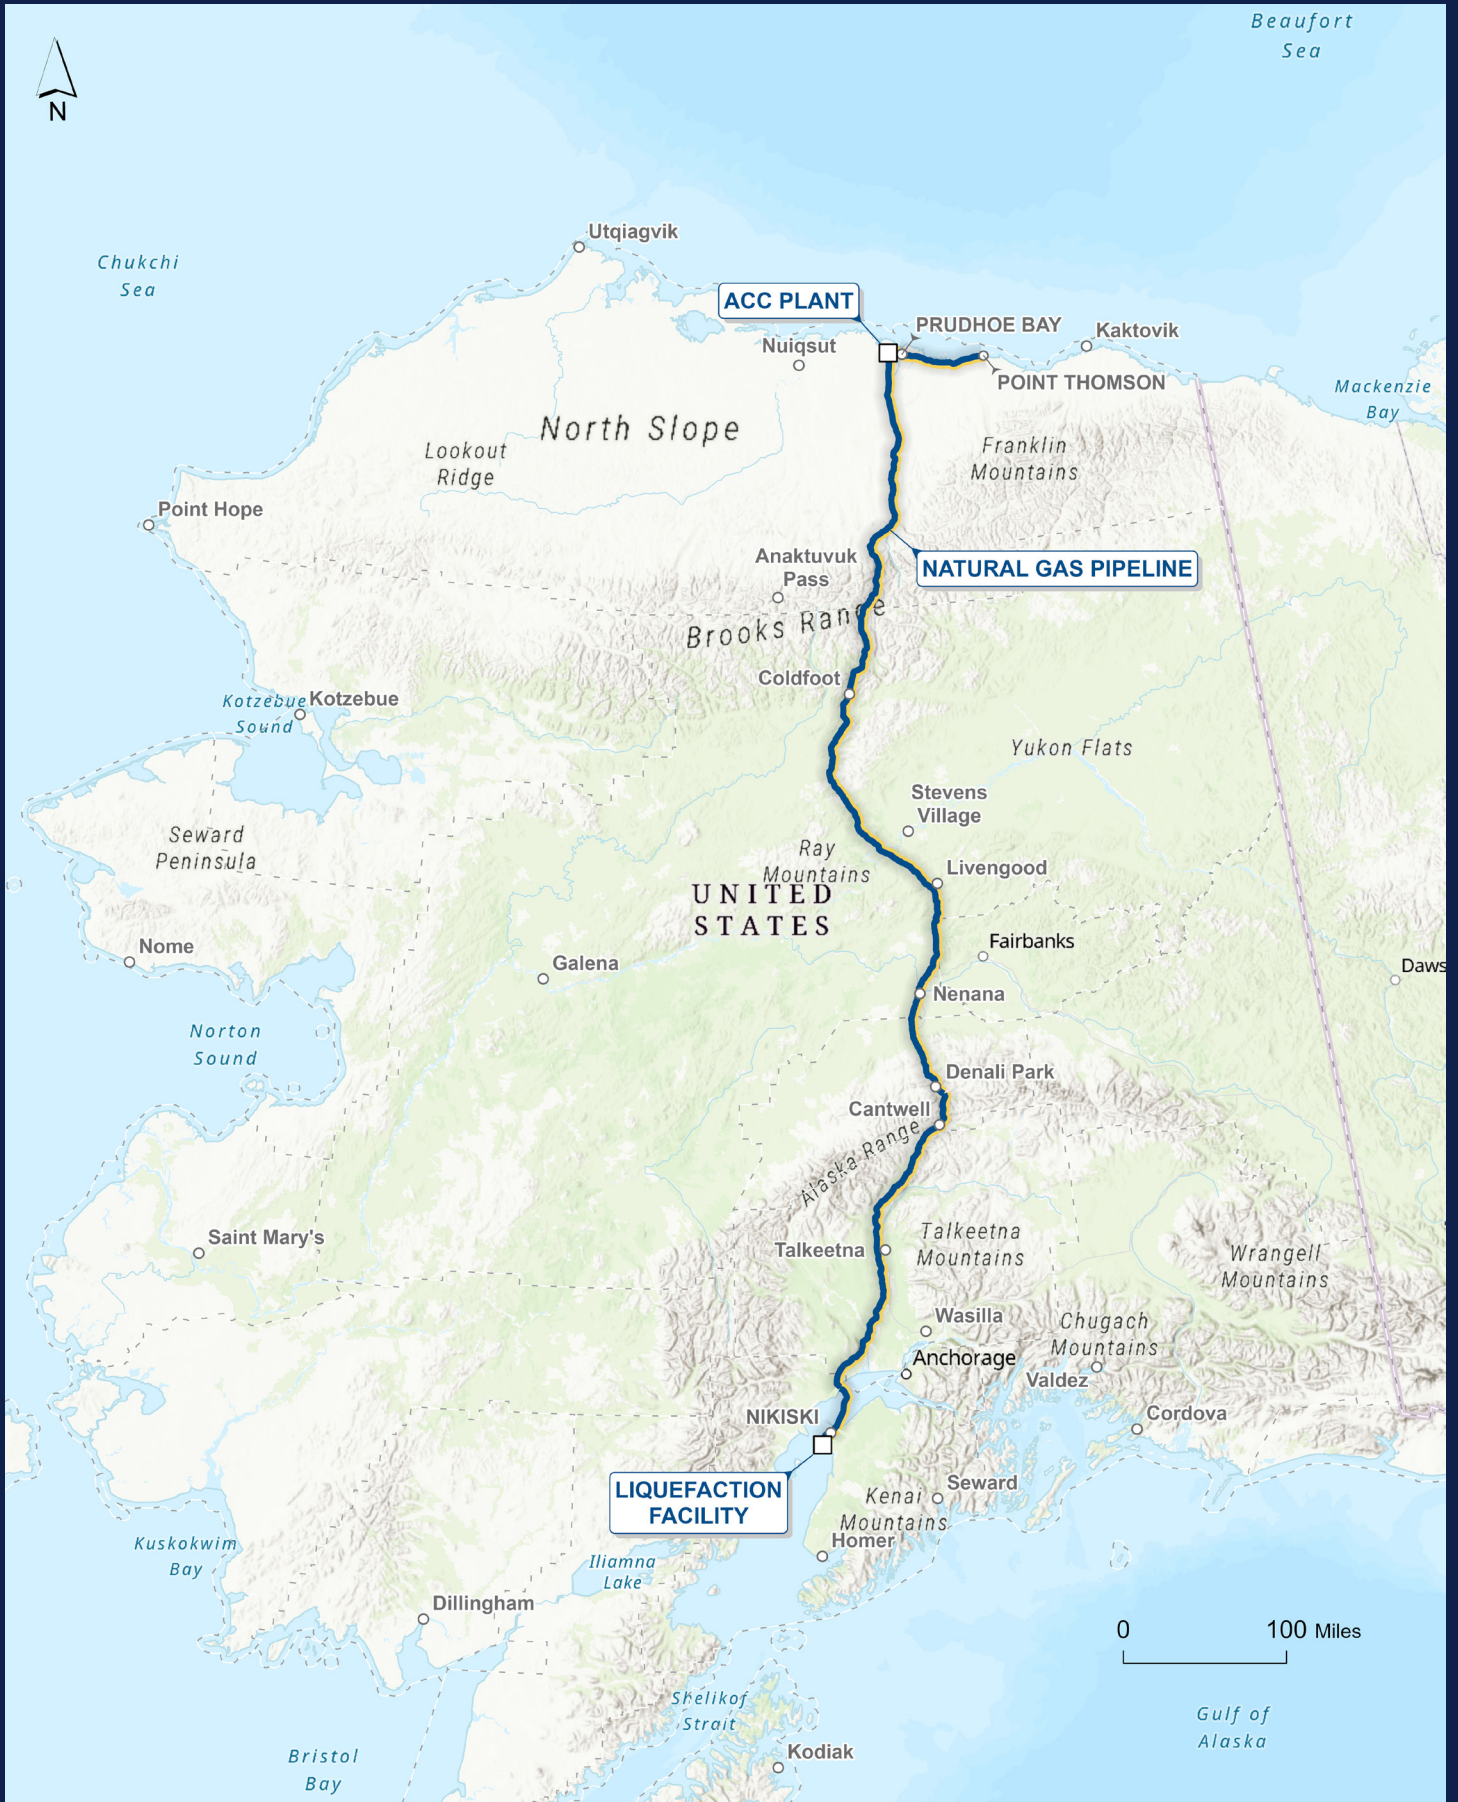 Beaufort
Sea
N
Utqiagvik
Chukchi
Sea
ACC PLANT
PRUDHOE BAY
Kaktovik
Nuiqsut
POINT THOMSON
Mackenzie
Bay
North Slope
Lookout
Ridge
Franklin
Mountains
Point Hope
Anaktuvuk
Pass
NATURAL GAS PIPELINE
Brooks Range
Coldfoot
Kotzebue
Sound
Kotzebue
Yukon Flats
Stevens
Village
Seward
Peninsula
Ray
Mountains
Livengood
UNITED
STATES
Nome
Fairbanks
Galena
Daws
Nenana
Norton
Sound
Denali Park
Cantwell
Alaska Range
Saint Mary's
Talkeetna
Talkeetna
Mountains
Wrangell
Mountains
Wasilla
Chugach
Mountains
Anchorage
Valdez
NIKISKI
Cordova
LIQUEFACTION
FACILITY
Seward
Kenai
Mountains
Homer
Kuskokwim
Bay
Iliamna
Lake
Dillingham
0 100 Miles
Shelikof
Strait
Gulf of
Alaska
Bristol
Bay
Kodiak